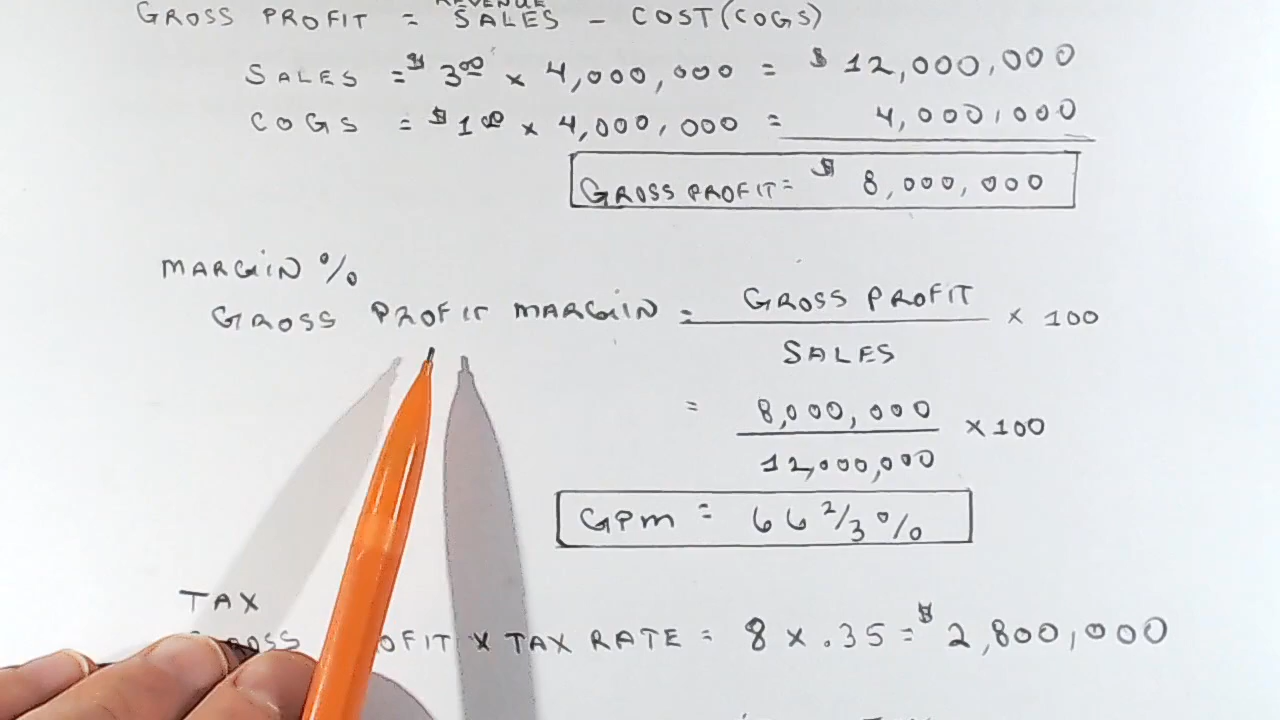 REVENUE
GROSS PROFIT = SALES - COST (COGS)
SALES = $ 3.00 x 4,000,000 = $ 12,000,000
COGS = $ 1.00 x 4,000,000 = 4,000,000
GROSS PROFIT = $ 8,000,000
MARGIN %
GROSS PROFIT MARGIN = GROSS PROFIT x 100
SALES
= 8,000,000 x 100
12,000,000
GPM = 66 2/3 %
TAX
GROSS PROFIT x TAX RATE = 8 x .35 = $ 2,800,000